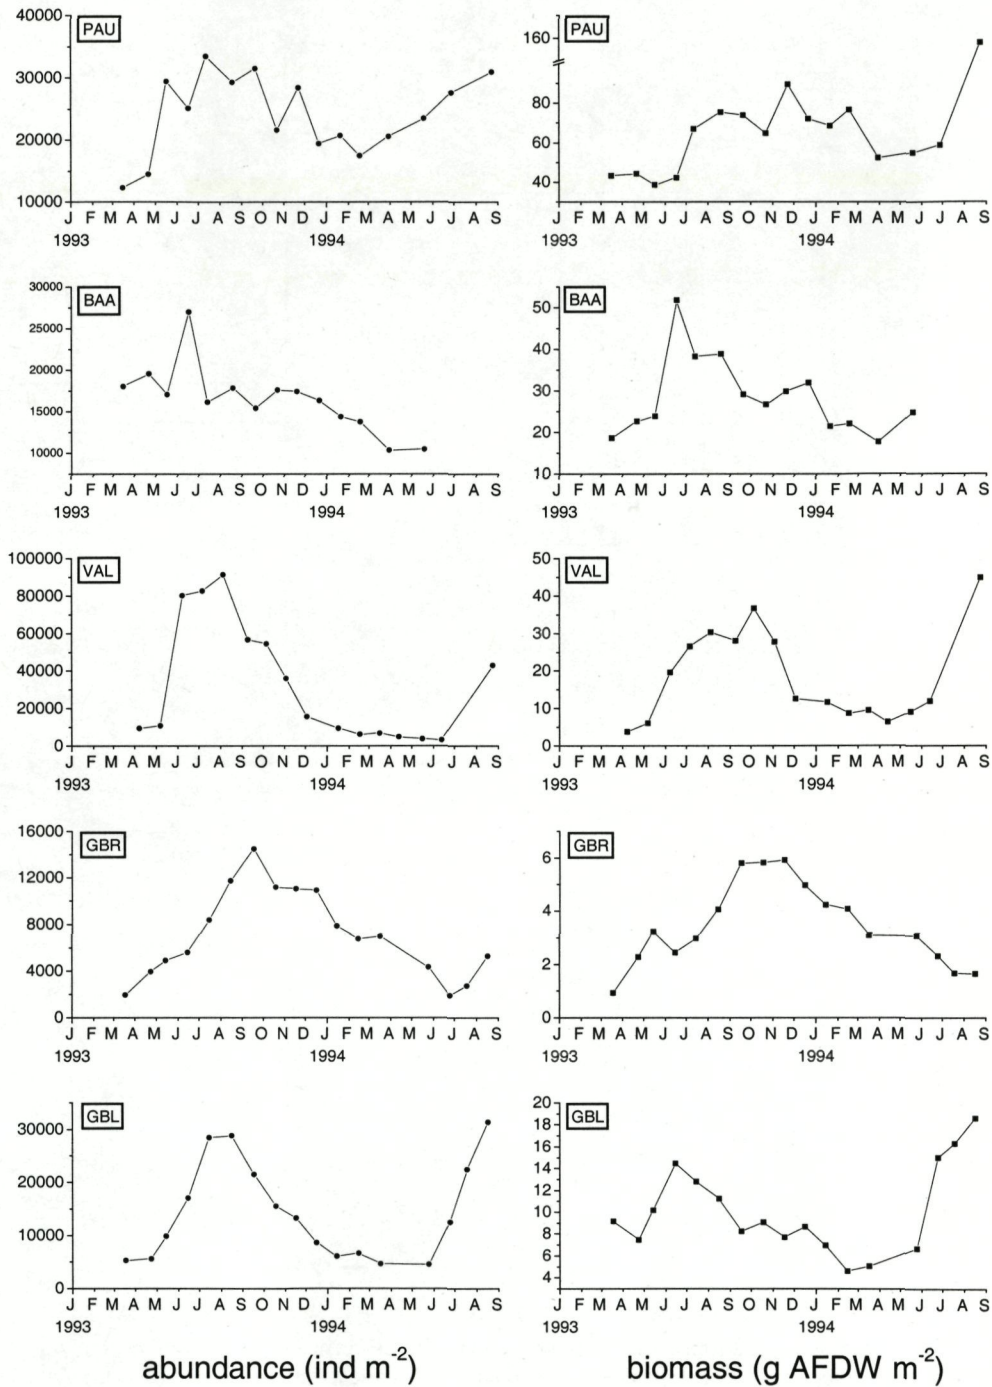 PAU
40000
30000
20000
10000
J F M A M J J A S O N D J F M A M J J A S
1993 1994
PAU
160
80
60
40
J F M A M J J A S O N D J F M A M J J A S
1993 1994
BAA
30000
25000
20000
15000
10000
J F M A M J J A S O N D J F M A M J J A S
1993 1994
BAA
50
40
30
20
10
J F M A M J J A S O N D J F M A M J J A S
1993 1994
VAL
100000
80000
60000
40000
20000
0
J F M A M J J A S O N D J F M A M J J A S
1993 1994
VAL
50
40
30
20
10
0
J F M A M J J A S O N D J F M A M J J A S
1993 1994
GBR
16000
12000
8000
4000
0
J F M A M J J A S O N D J F M A M J J A S
1993 1994
GBR
6
4
2
0
J F M A M J J A S O N D J F M A M J J A S
1993 1994
GBL
30000
20000
10000
0
J F M A M J J A S O N D J F M A M J J A S
1993 1994
GBL
20
18
16
14
12
10
8
6
4
J F M A M J J A S O N D J F M A M J J A S
1993 1994
abundance (ind m⁻²)
biomass (g AFDW m⁻²)